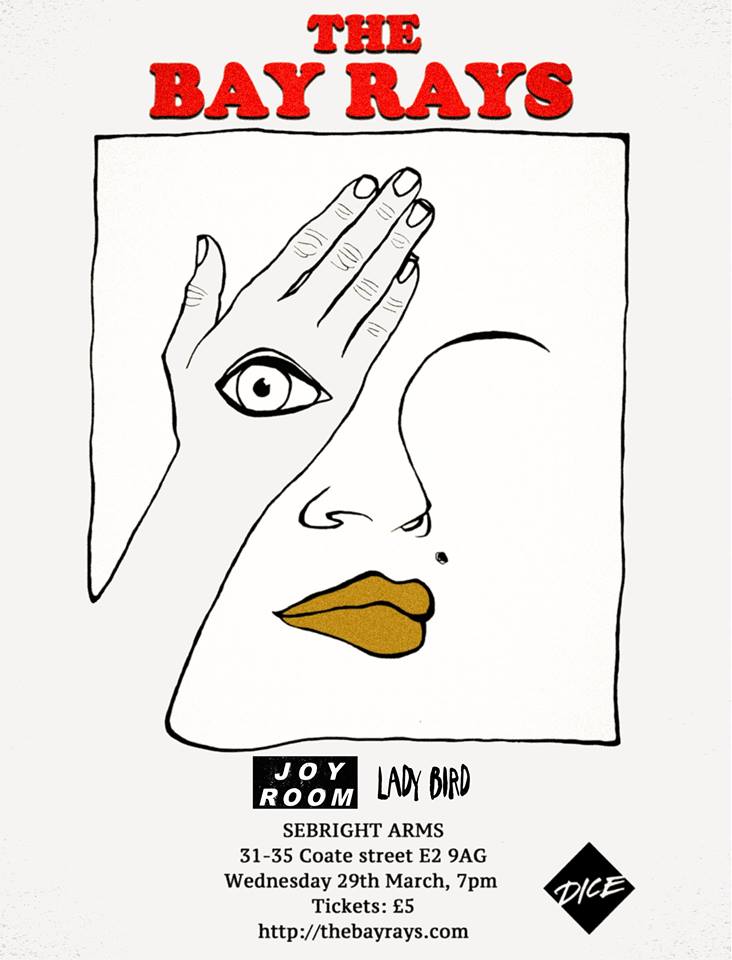 THE
BAY RAYS
JOY
ROOM
LADY BIRD
SEBRIGHT ARMS
31-35 Coate street E2 9AG
Wednesday 29th March, 7pm
Tickets: £5
http://thebayrays.com
DICE